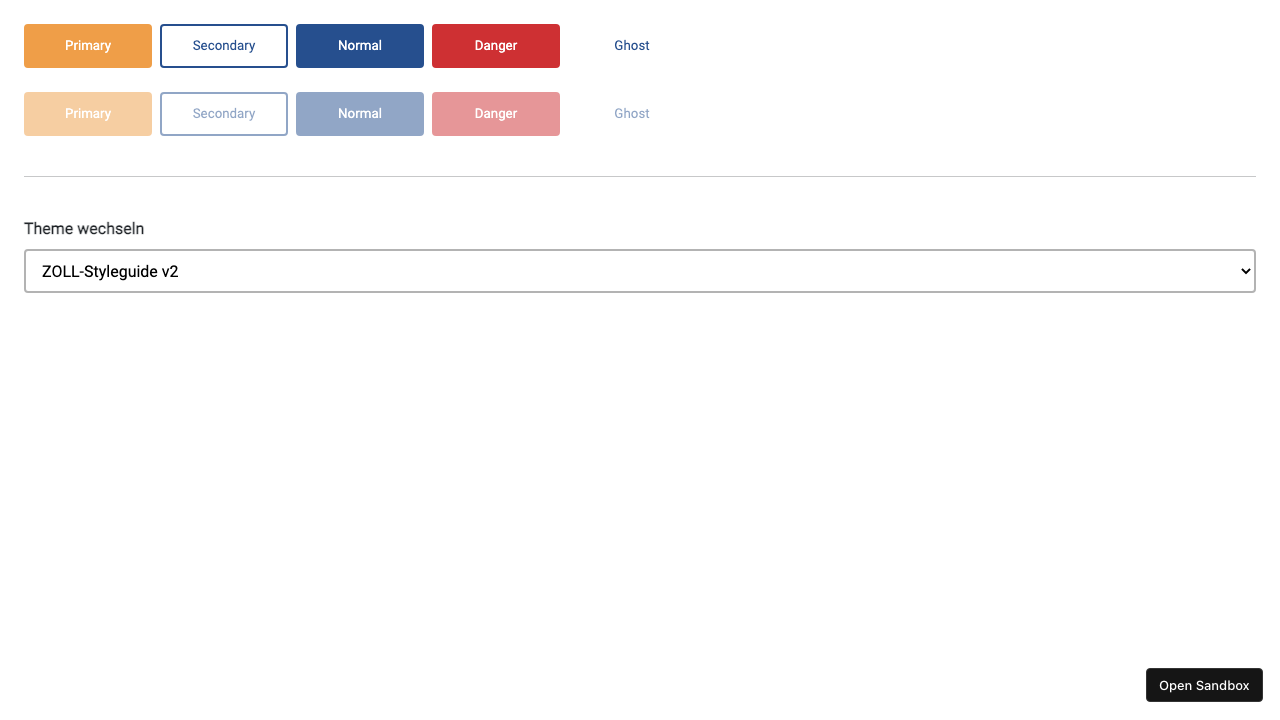 Primary Secondary Normal Danger Ghost
Primary Secondary Normal Danger Ghost
Theme wechseln
ZOLL-Styleguide v2
Open Sandbox